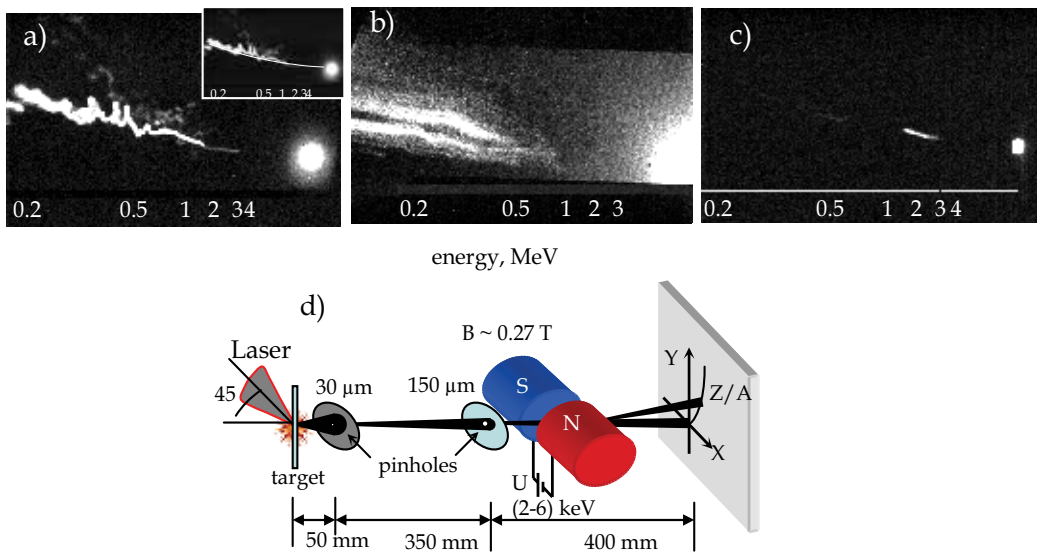 a)
0.2 0.5 1 2 34
0.2 0.5 1 2 34
b)
0.2 0.5 1 2 3
c)
0.2 0.5 1 2 3 4
energy, MeV
d)
B ~ 0.27 T
Laser
45
30 µm
150 µm
S
N
Y
Z/A
X
pinholes
target
U
(2-6) keV
50 mm
350 mm
400 mm